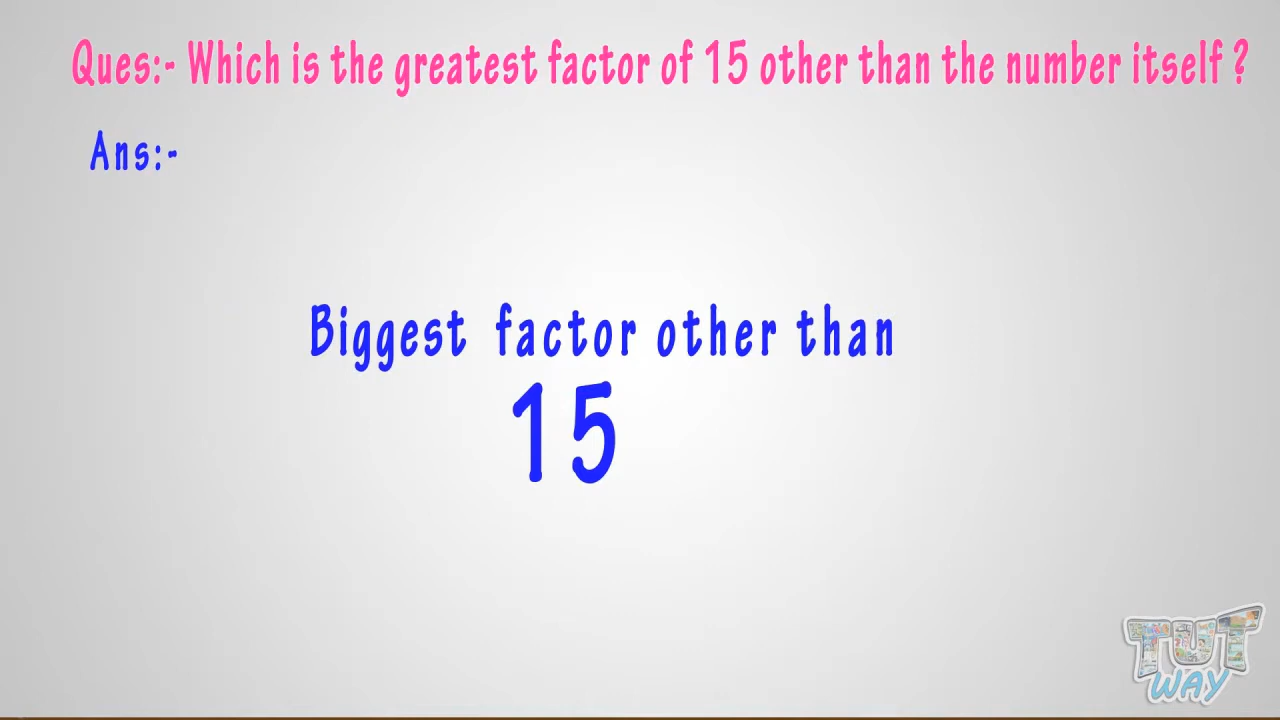 Ques:- Which is the greatest factor of 15 other than the number itself ?
Ans:-
Biggest factor other than
15
TUT
WAY